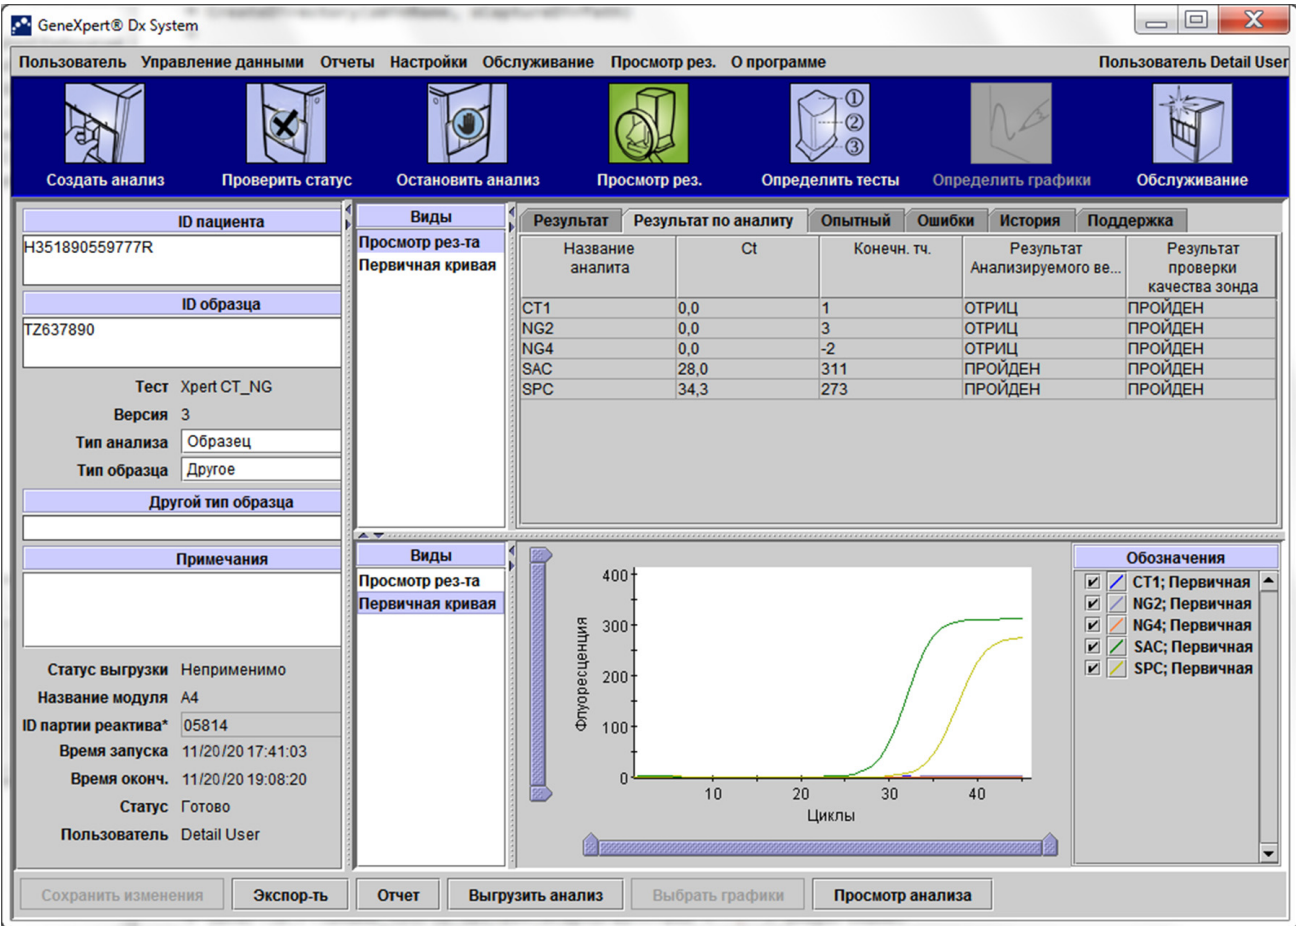 GeneXpert® Dx System
Пользователь Управление данными Отчеты Настройки Обслуживание Просмотр рез. О программе Пользователь Detail User
① ② ③
Создать анализ Проверить статус Остановить анализ Просмотр рез. Определить тесты Определить графики Обслуживание
ID пациента
H351890559777R
ID образца
TZ637890
Тест Xpert CT_NG
Версия 3
Тип анализа Образец
Тип образца Другое
Другой тип образца
Примечания
Статус выгрузки Неприменимо
Название модуля A4
ID партии реактива* 05814
Время запуска 11/20/20 17:41:03
Время оконч. 11/20/20 19:08:20
Статус Готово
Пользователь Detail User
Виды
Просмотр рез-та
Первичная кривая
Результат Результат по аналиту Опытный Ошибки История Поддержка
Название аналита Ct Конечн. тч. Результат Анализируемого ве... Результат проверки качества зонда
CT1 0,0 1 ОТРИЦ ПРОЙДЕН
NG2 0,0 3 ОТРИЦ ПРОЙДЕН
NG4 0,0 -2 ОТРИЦ ПРОЙДЕН
SAC 28,0 311 ПРОЙДЕН ПРОЙДЕН
SPC 34,3 273 ПРОЙДЕН ПРОЙДЕН
Виды
Просмотр рез-та
Первичная кривая
Флуоресценция
400
300
200
100
0
10 20 30 40
Циклы
Обозначения
CT1; Первичная
NG2; Первичная
NG4; Первичная
SAC; Первичная
SPC; Первичная
Сохранить изменения Экспор-ть Отчет Выгрузить анализ Выбрать графики Просмотр анализа